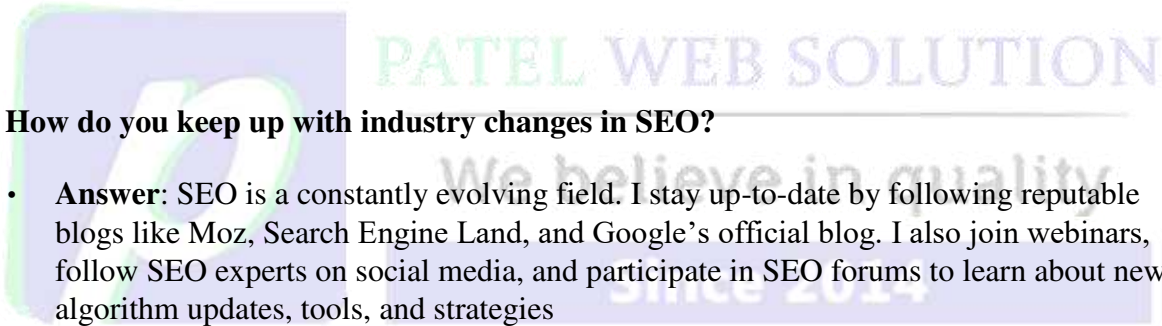 PATEL WEB SOLUTION
How do you keep up with industry changes in SEO?
We believe in quality
• Answer: SEO is a constantly evolving field. I stay up-to-date by following reputable
blogs like Moz, Search Engine Land, and Google’s official blog. I also join webinars,
follow SEO experts on social media, and participate in SEO forums to learn about new
Since 2014
algorithm updates, tools, and strategies